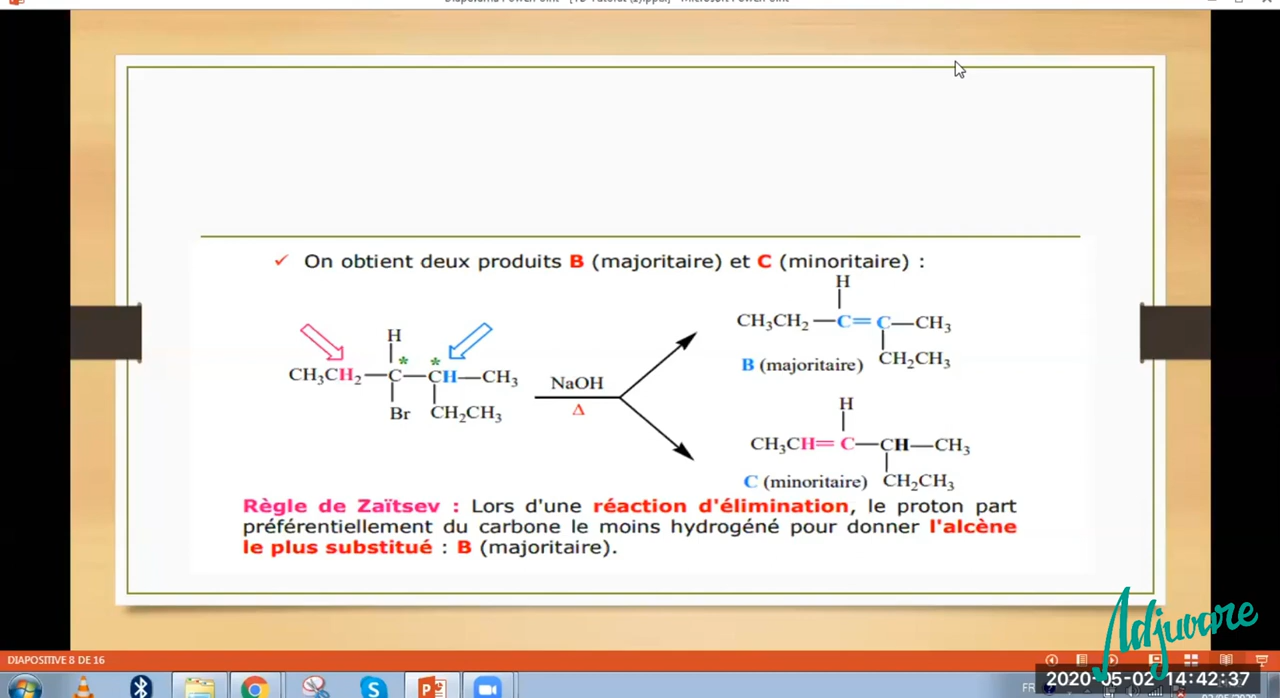 ✓ On obtient deux produits B (majoritaire) et C (minoritaire) :
H
CH₃CH₂—C=C—CH₃
CH₂CH₃
B (majoritaire)
H
* *
CH₃CH₂—C—CH—CH₃
Br CH₂CH₃
NaOH
Δ
H
CH₃CH=C—CH—CH₃
CH₂CH₃
C (minoritaire)
Règle de Zaïtsev : Lors d'une réaction d'élimination, le proton part
préférentiellement du carbone le moins hydrogéné pour donner l'alcène
le plus substitué : B (majoritaire).
Adjuvare
DIAPOSITIVE 8 DE 16
FR
2020-05-02 14:42:37